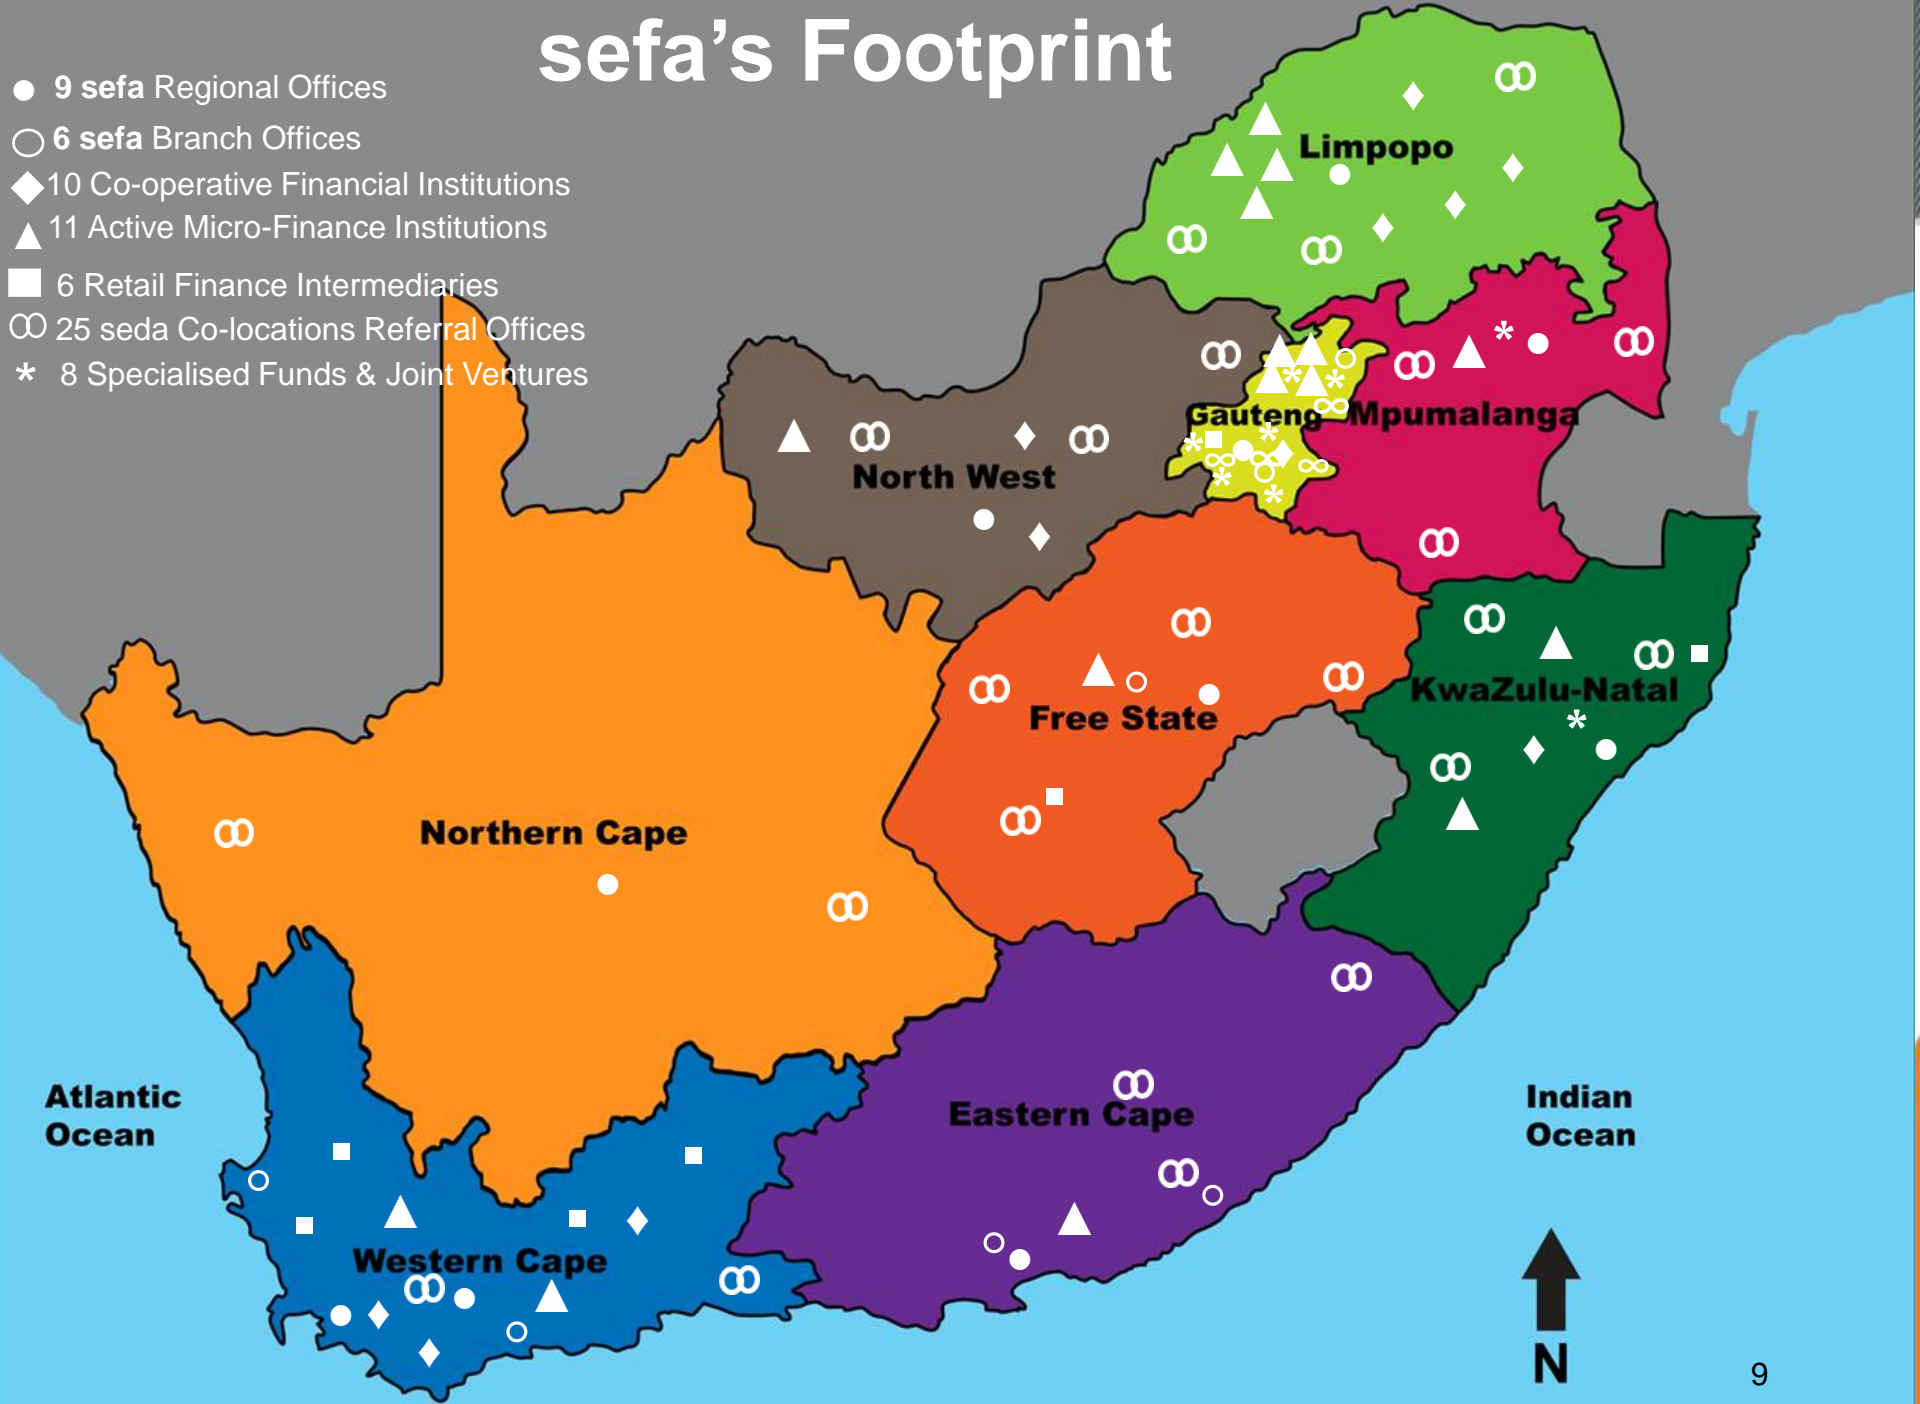 sefa’s Footprint
9 sefa Regional Offices
6 sefa Branch Offices
10 Co-operative Financial Institutions
11 Active Micro-Finance Institutions
6 Retail Finance Intermediaries
25 seda Co-locations Referral Offices
8 Specialised Funds & Joint Ventures
Limpopo
Gauteng
Mpumalanga
North West
KwaZulu-Natal
Free State
Northern Cape
Eastern Cape
Western Cape
Atlantic
Ocean
Indian
Ocean
N
9